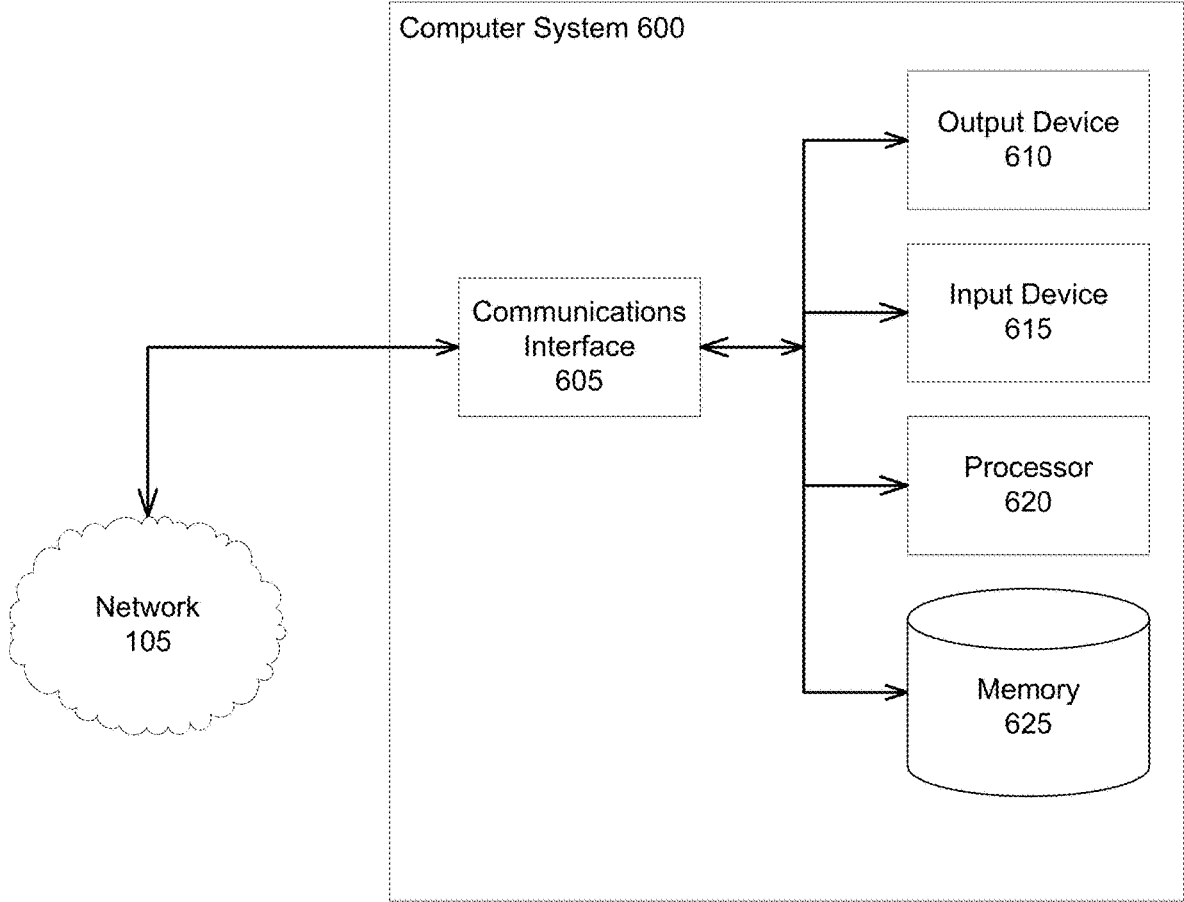 Computer System 600
Output Device
610
Input Device
615
Communications
Interface
605
Processor
620
Network
105
Memory
625